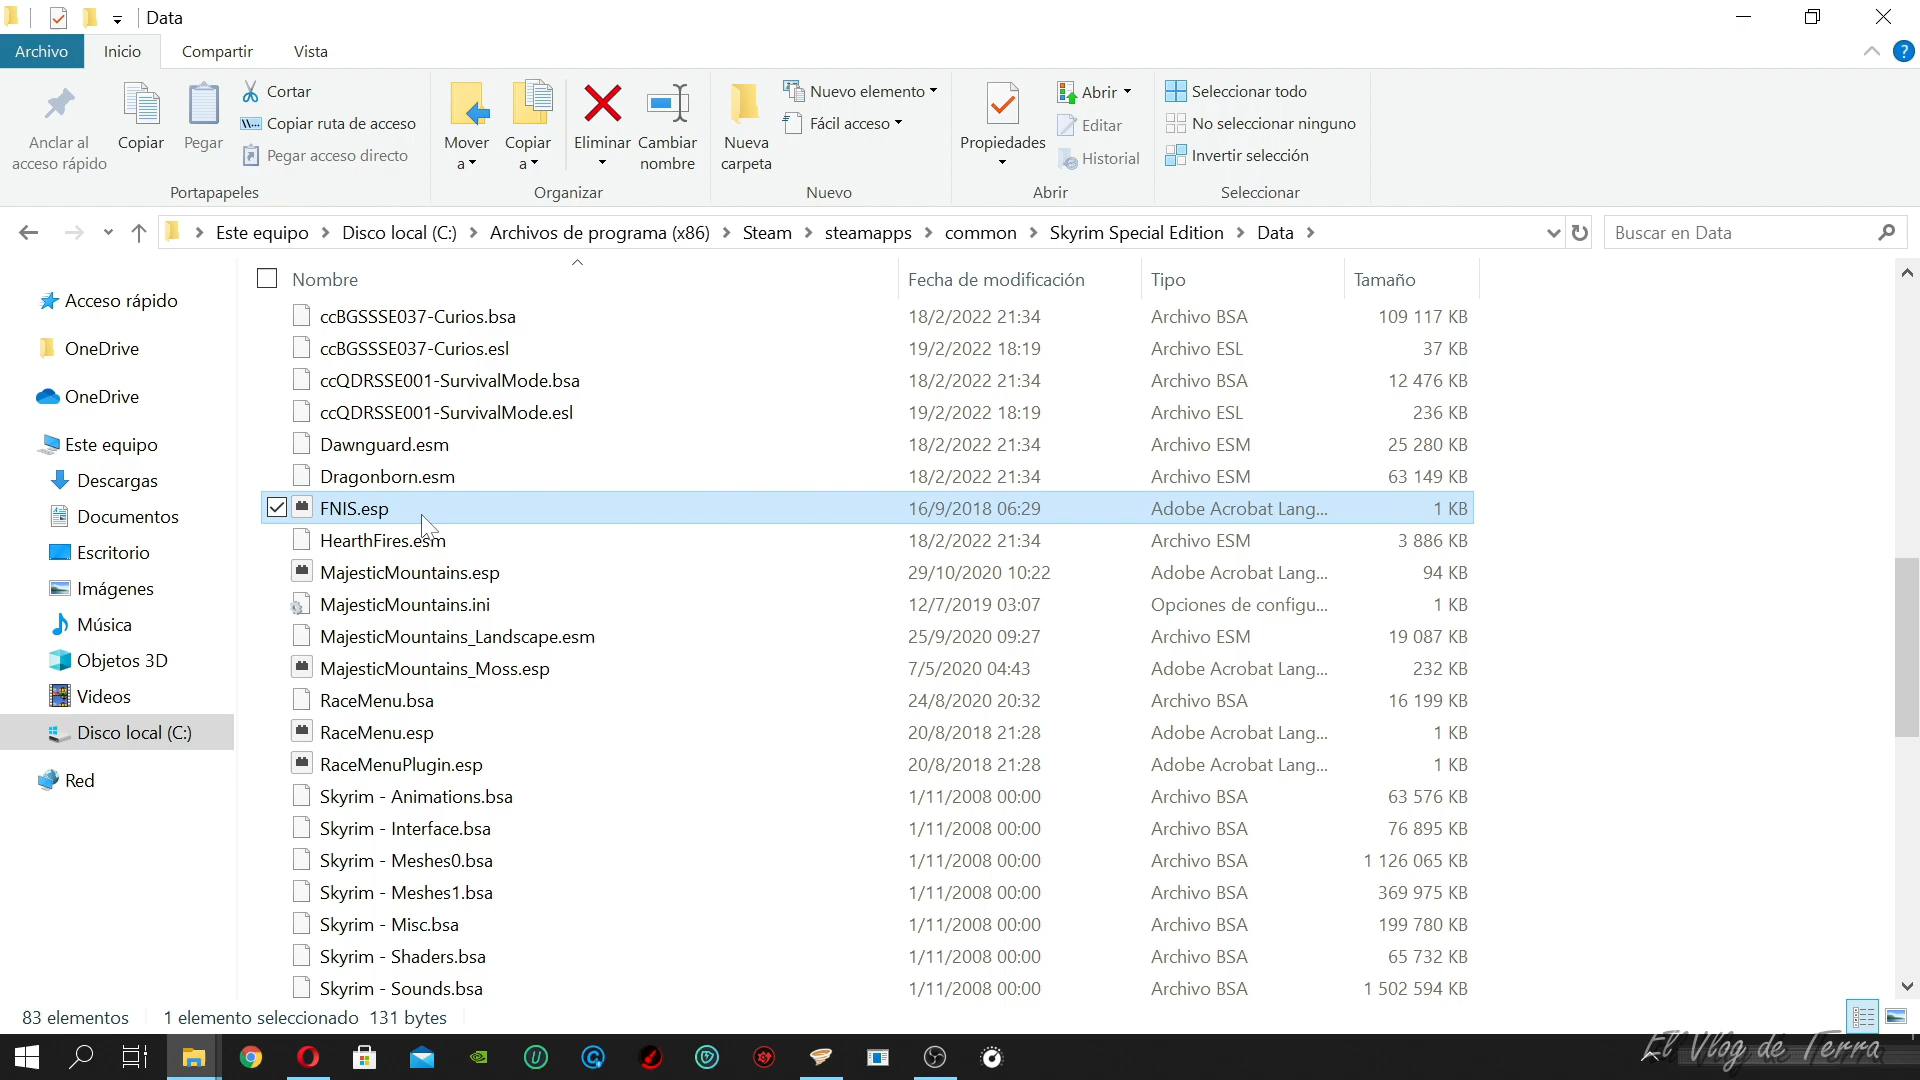 Data
Archivo Inicio Compartir Vista
Anclar al acceso rápido
Copiar
Pegar
Cortar
Copiar ruta de acceso
Pegar acceso directo
Portapapeles
Mover a
Copiar a
Eliminar
Cambiar nombre
Organizar
Nueva carpeta
Nuevo elemento
Fácil acceso
Nuevo
Propiedades
Abrir
Editar
Historial
Abrir
Seleccionar todo
No seleccionar ninguno
Invertir selección
Seleccionar
Este equipo Disco local (C:) Archivos de programa (x86) Steam steamapps common Skyrim Special Edition Data
Buscar en Data
Acceso rápido
OneDrive
OneDrive
Este equipo
Descargas
Documentos
Escritorio
Imágenes
Música
Objetos 3D
Videos
Disco local (C:)
Red
Nombre Fecha de modificación Tipo Tamaño
ccBGSSSE037-Curios.bsa 18/2/2022 21:34 Archivo BSA 109 117 KB
ccBGSSSE037-Curios.esl 19/2/2022 18:19 Archivo ESL 37 KB
ccQDRSSE001-SurvivalMode.bsa 18/2/2022 21:34 Archivo BSA 12 476 KB
ccQDRSSE001-SurvivalMode.esl 19/2/2022 18:19 Archivo ESL 236 KB
Dawnguard.esm 18/2/2022 21:34 Archivo ESM 25 280 KB
Dragonborn.esm 18/2/2022 21:34 Archivo ESM 63 149 KB
FNIS.esp 16/9/2018 06:29 Adobe Acrobat Lang... 1 KB
HearthFires.esm 18/2/2022 21:34 Archivo ESM 3 886 KB
MajesticMountains.esp 29/10/2020 10:22 Adobe Acrobat Lang... 94 KB
MajesticMountains.ini 12/7/2019 03:07 Opciones de configu... 1 KB
MajesticMountains_Landscape.esm 25/9/2020 09:27 Archivo ESM 19 087 KB
MajesticMountains_Moss.esp 7/5/2020 04:43 Adobe Acrobat Lang... 232 KB
RaceMenu.bsa 24/8/2020 20:32 Archivo BSA 16 199 KB
RaceMenu.esp 20/8/2018 21:28 Adobe Acrobat Lang... 1 KB
RaceMenuPlugin.esp 20/8/2018 21:28 Adobe Acrobat Lang... 1 KB
Skyrim - Animations.bsa 1/11/2008 00:00 Archivo BSA 63 576 KB
Skyrim - Interface.bsa 1/11/2008 00:00 Archivo BSA 76 895 KB
Skyrim - Meshes0.bsa 1/11/2008 00:00 Archivo BSA 1 126 065 KB
Skyrim - Meshes1.bsa 1/11/2008 00:00 Archivo BSA 369 975 KB
Skyrim - Misc.bsa 1/11/2008 00:00 Archivo BSA 199 780 KB
Skyrim - Shaders.bsa 1/11/2008 00:00 Archivo BSA 65 732 KB
Skyrim - Sounds.bsa 1/11/2008 00:00 Archivo BSA 1 502 594 KB
83 elementos 1 elemento seleccionado 131 bytes
El Vlog de Terra